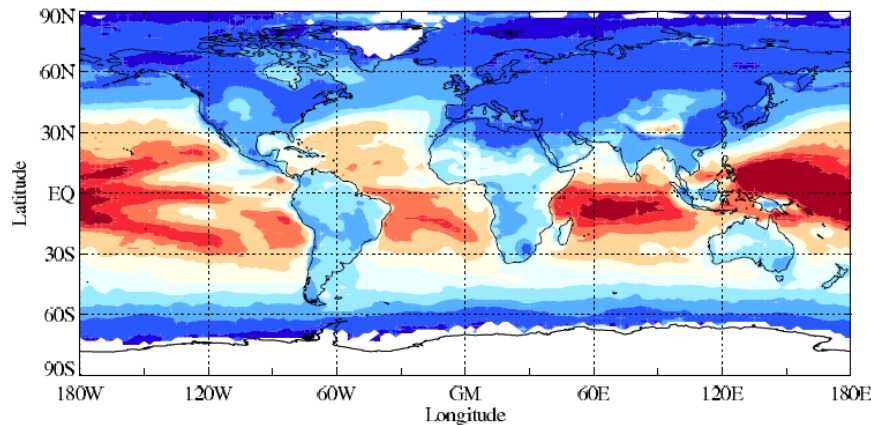 90N
60N
30N
EQ
30S
60S
90S
Latitude
180W 120W 60W GM 60E 120E 180E
Longitude